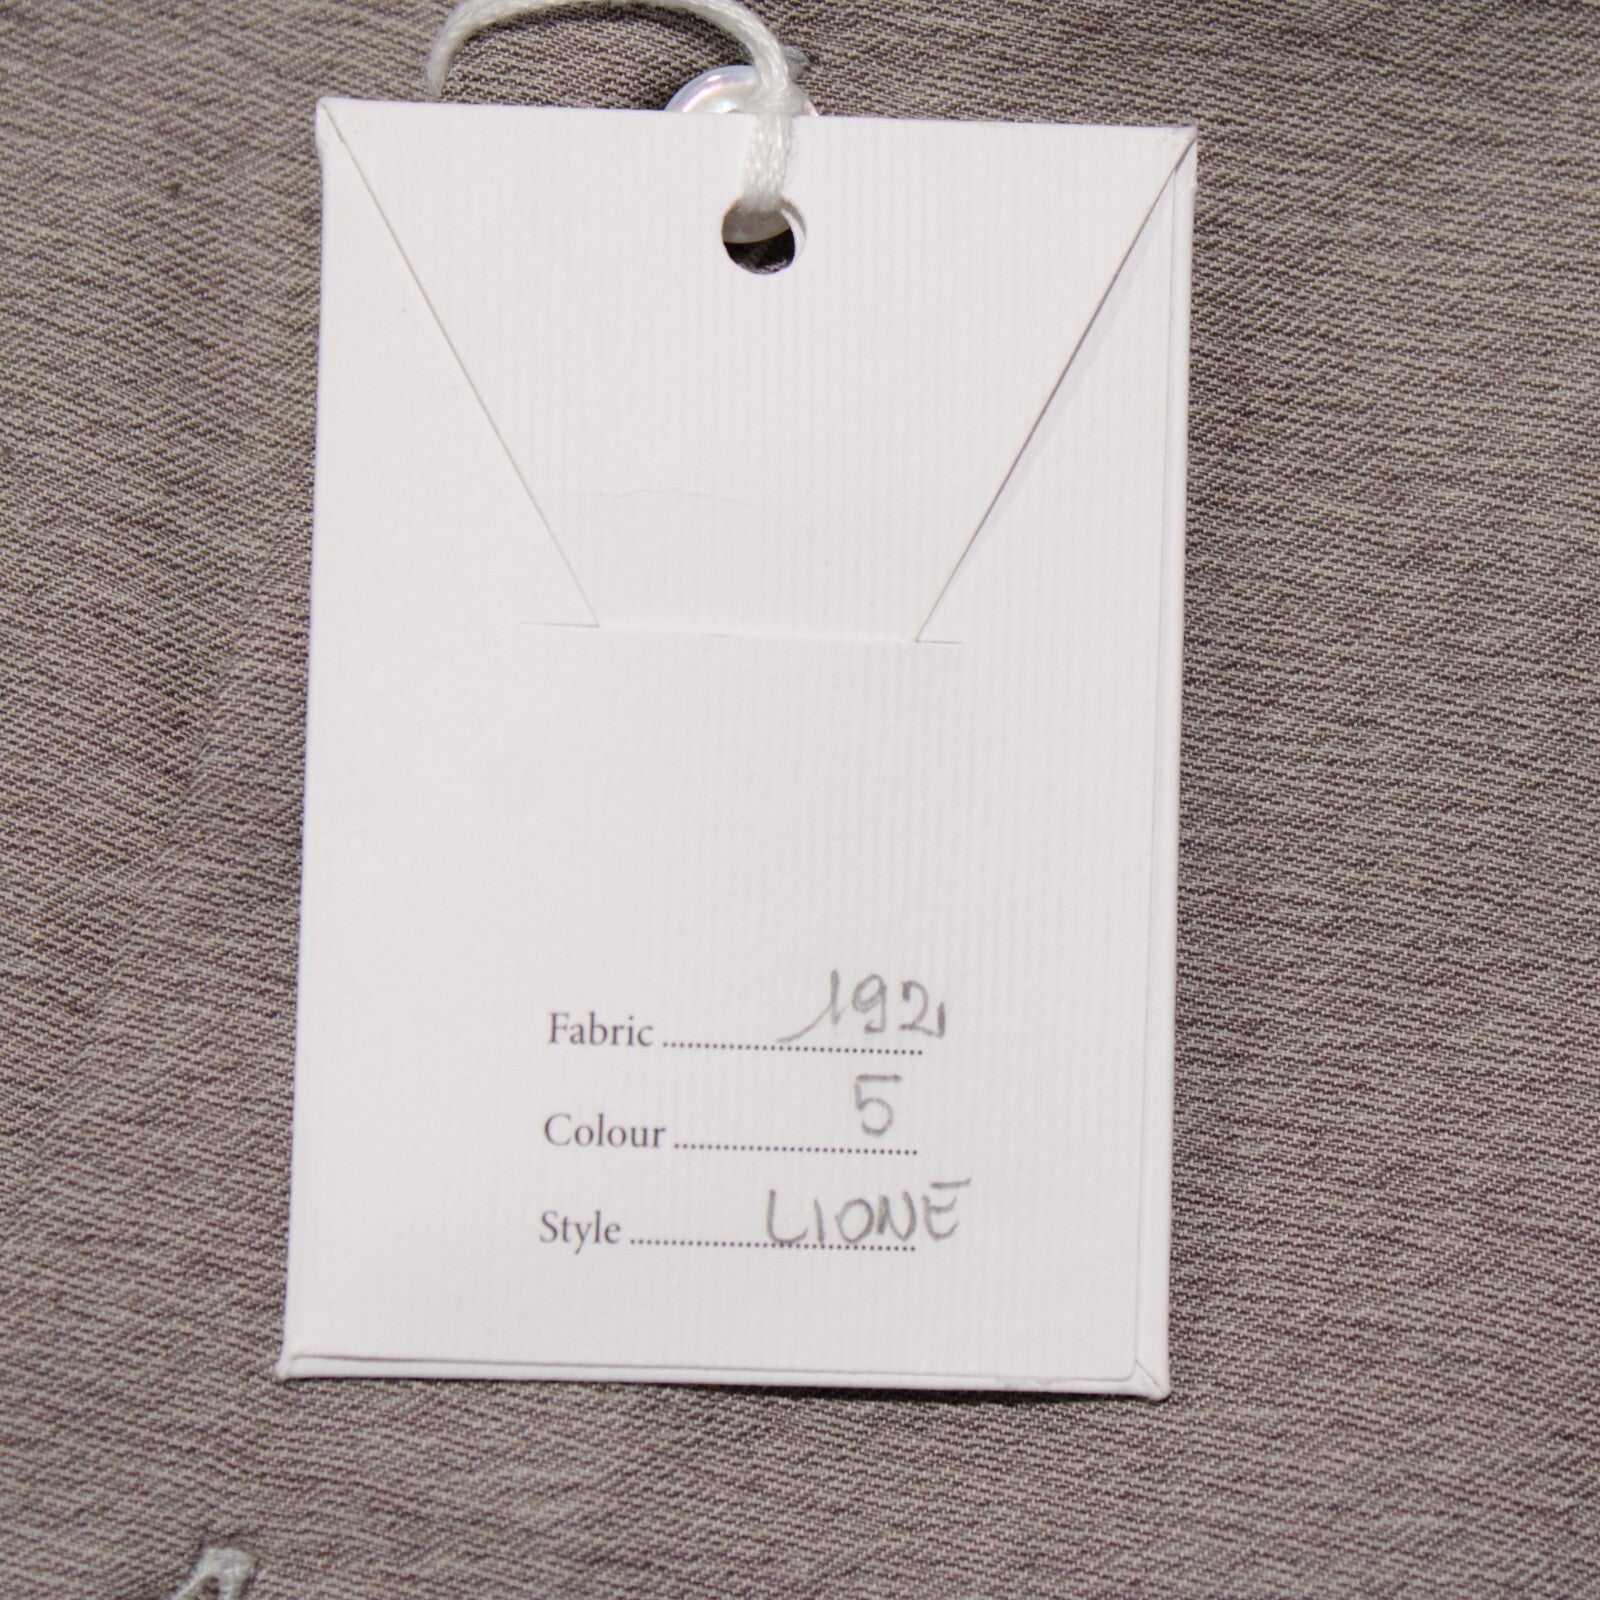 Fabric ........ 192
Colour ........ 5
Style ........ LIONE